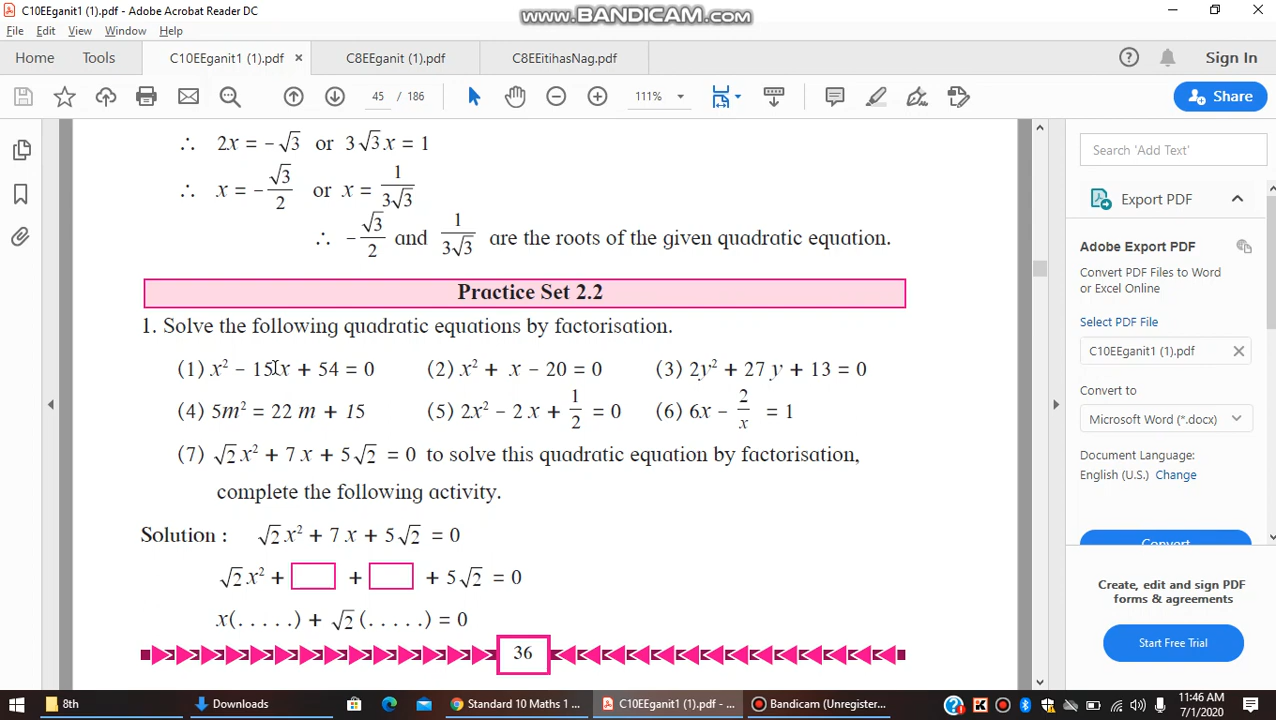 C10EEganit1 (1).pdf - Adobe Acrobat Reader DC
www.BANDICAM.com
File Edit View Window Help
Home Tools C10EEganit1 (1).pdf × C8EEganit (1).pdf C8EEitihasNag.pdf Sign In
45 / 186 111% Share
∴ 2x = – √3 or 3√3 x = 1
∴ x = – √3/2 or x = 1/(3√3)
∴ – √3/2 and 1/(3√3) are the roots of the given quadratic equation.
Practice Set 2.2
1. Solve the following quadratic equations by factorisation.
(1) x² – 15x + 54 = 0 (2) x² + x – 20 = 0 (3) 2y² + 27 y + 13 = 0
(4) 5m² = 22 m + 15 (5) 2x² – 2 x + 1/2 = 0 (6) 6x – 2/x = 1
(7) √2 x² + 7 x + 5√2 = 0 to solve this quadratic equation by factorisation,
complete the following activity.
Solution : √2 x² + 7 x + 5√2 = 0
√2 x² + + + 5√2 = 0
x( . . . . . ) + √2 ( . . . . . ) = 0
36
Search 'Add Text'
Export PDF
Adobe Export PDF
Convert PDF Files to Word
or Excel Online
Select PDF File
C10EEganit1 (1).pdf
Convert to
Microsoft Word (*.docx)
Document Language:
English (U.S.) Change
Convert
Create, edit and sign PDF
forms & agreements
Start Free Trial
8th Downloads Standard 10 Maths 1 ... C10EEganit1 (1).pdf - ... Bandicam (Unregister...
11:46 AM
7/1/2020